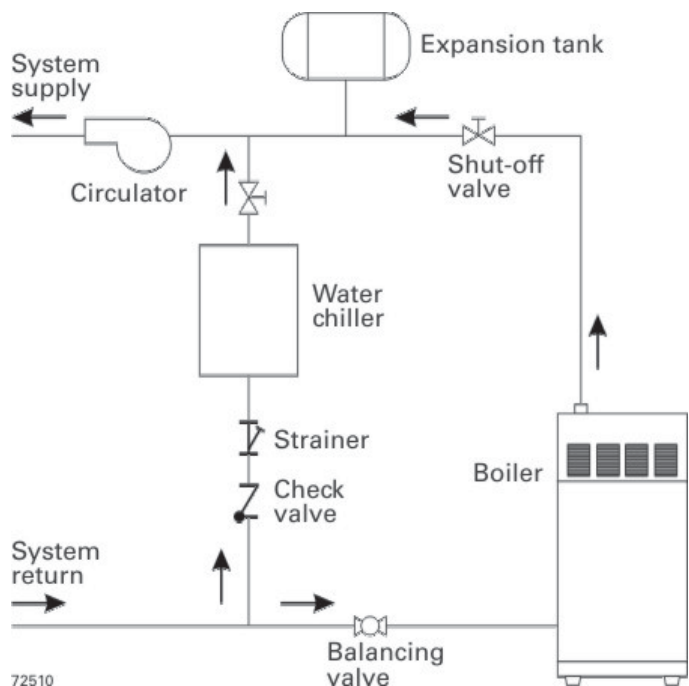 Expansion tank
System
supply
Circulator
Shut-off
valve
Water
chiller
Strainer
Boiler
Check
valve
System
return
Balancing
valve
72510